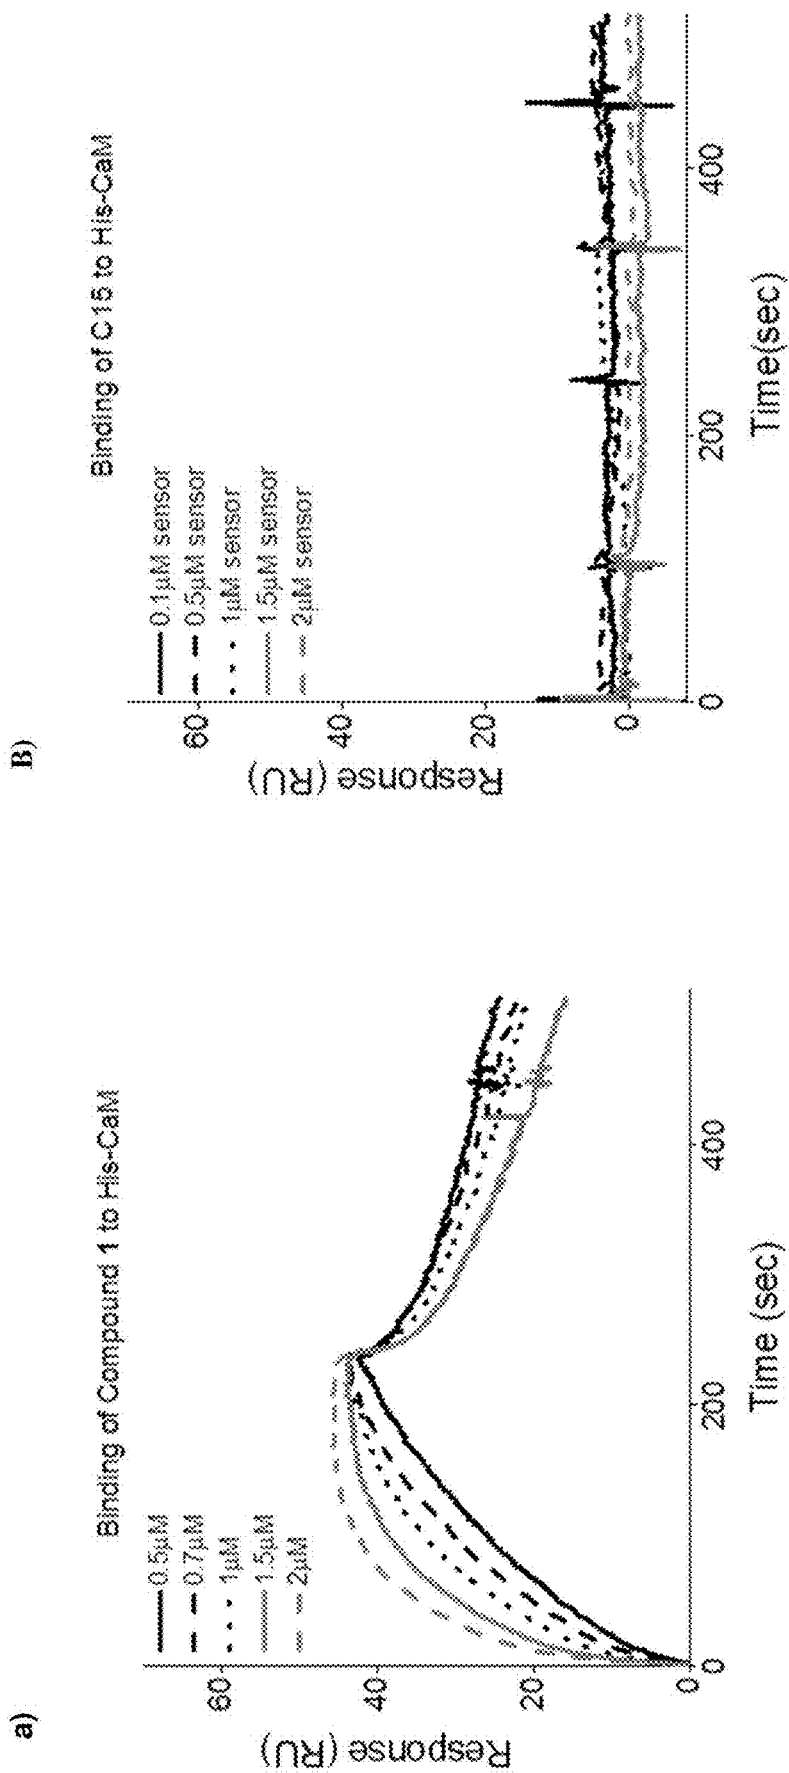 a)
Binding of Compound 1 to His-CaM
0.5µM
0.7µM
1µM
1.5µM
2µM
Response (RU)
60
40
20
0
0
200
400
Time (sec)
B)
Binding of C15 to His-CaM
0.1µM sensor
0.5µM sensor
1µM sensor
1.5µM sensor
2µM sensor
Response (RU)
60
40
20
0
0
200
400
Time(sec)